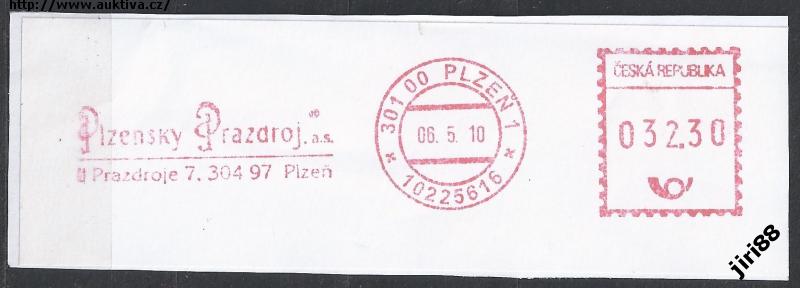 http://www.auktiva.cz/
Plzensky Prazdroj, a.s.
U Prazdroje 7, 304 97 Plzeň
301 00 PLZEŇ 1
06. 5. 10
10225616
ČESKÁ REPUBLIKA
032.30
jiri88